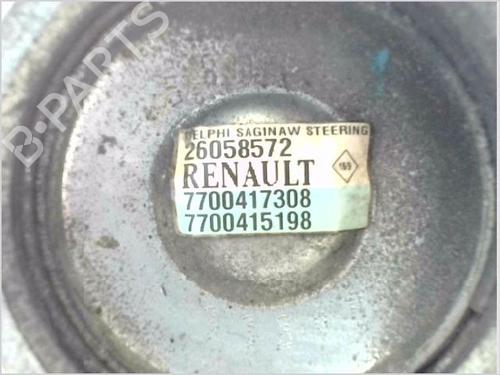 B-PARTS
DELPHI SAGINAW STEERING
26058572
RENAULT
7700417308
7700415198